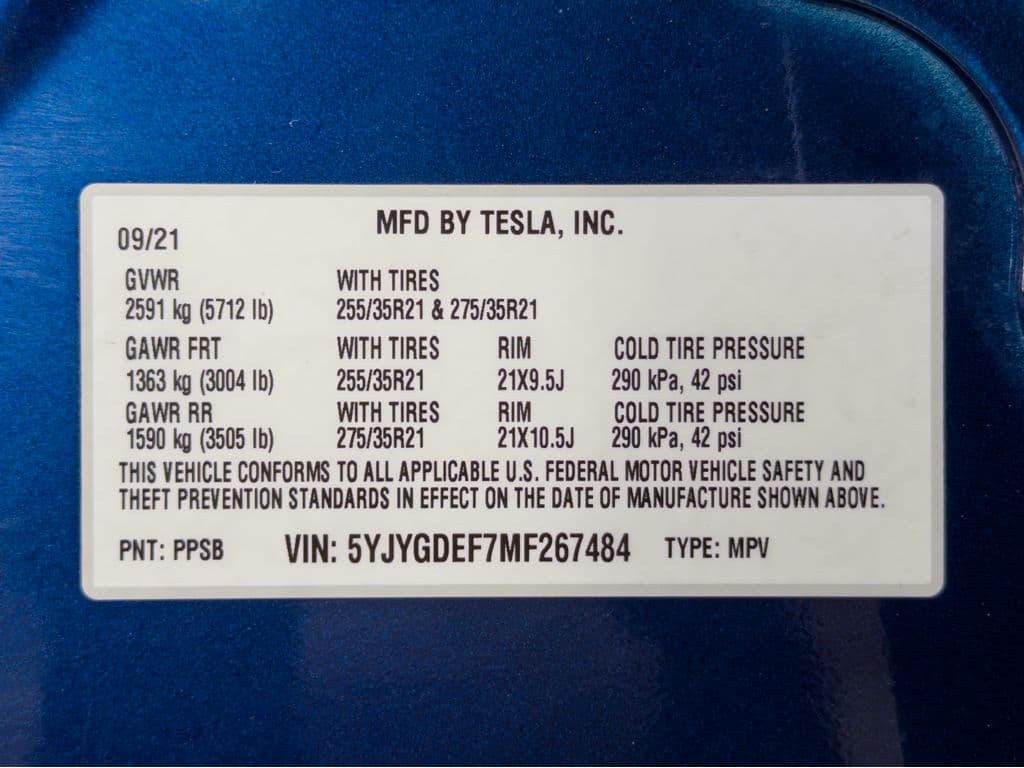 MFD BY TESLA, INC.
09/21
GVWR WITH TIRES
2591 kg (5712 lb) 255/35R21 & 275/35R21
GAWR FRT WITH TIRES RIM COLD TIRE PRESSURE
1363 kg (3004 lb) 255/35R21 21X9.5J 290 kPa, 42 psi
GAWR RR WITH TIRES RIM COLD TIRE PRESSURE
1590 kg (3505 lb) 275/35R21 21X10.5J 290 kPa, 42 psi
THIS VEHICLE CONFORMS TO ALL APPLICABLE U.S. FEDERAL MOTOR VEHICLE SAFETY AND
THEFT PREVENTION STANDARDS IN EFFECT ON THE DATE OF MANUFACTURE SHOWN ABOVE.
PNT: PPSB VIN: 5YJYGDEF7MF267484 TYPE: MPV